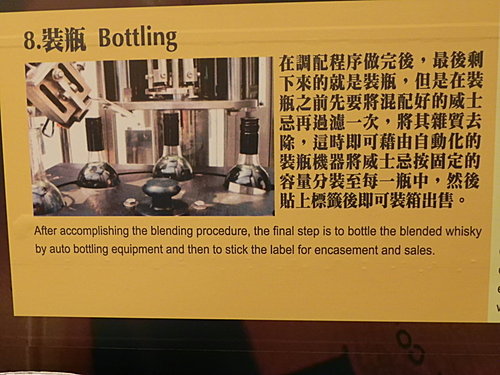 8.裝瓶 Bottling
在調配程序做完後，最後剩
下來的就是裝瓶，但是在裝
瓶之前先要將混配好的威士
忌再過濾一次，將其雜質去
除，這時即可藉由自動化的
裝瓶機器將威士忌按固定的
容量分裝至每一瓶中，然後
貼上標籤後即可裝箱出售。
After accomplishing the blending procedure, the final step is to bottle the blended whisky
by auto bottling equipment and then to stick the label for encasement and sales.